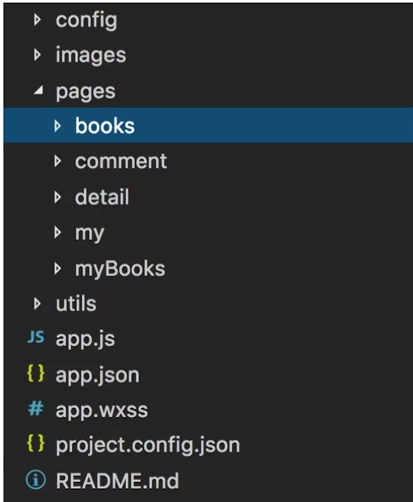 config
images
pages
books
comment
detail
my
myBooks
utils
JS app.js
{} app.json
# app.wxss
{} project.config.json
README.md